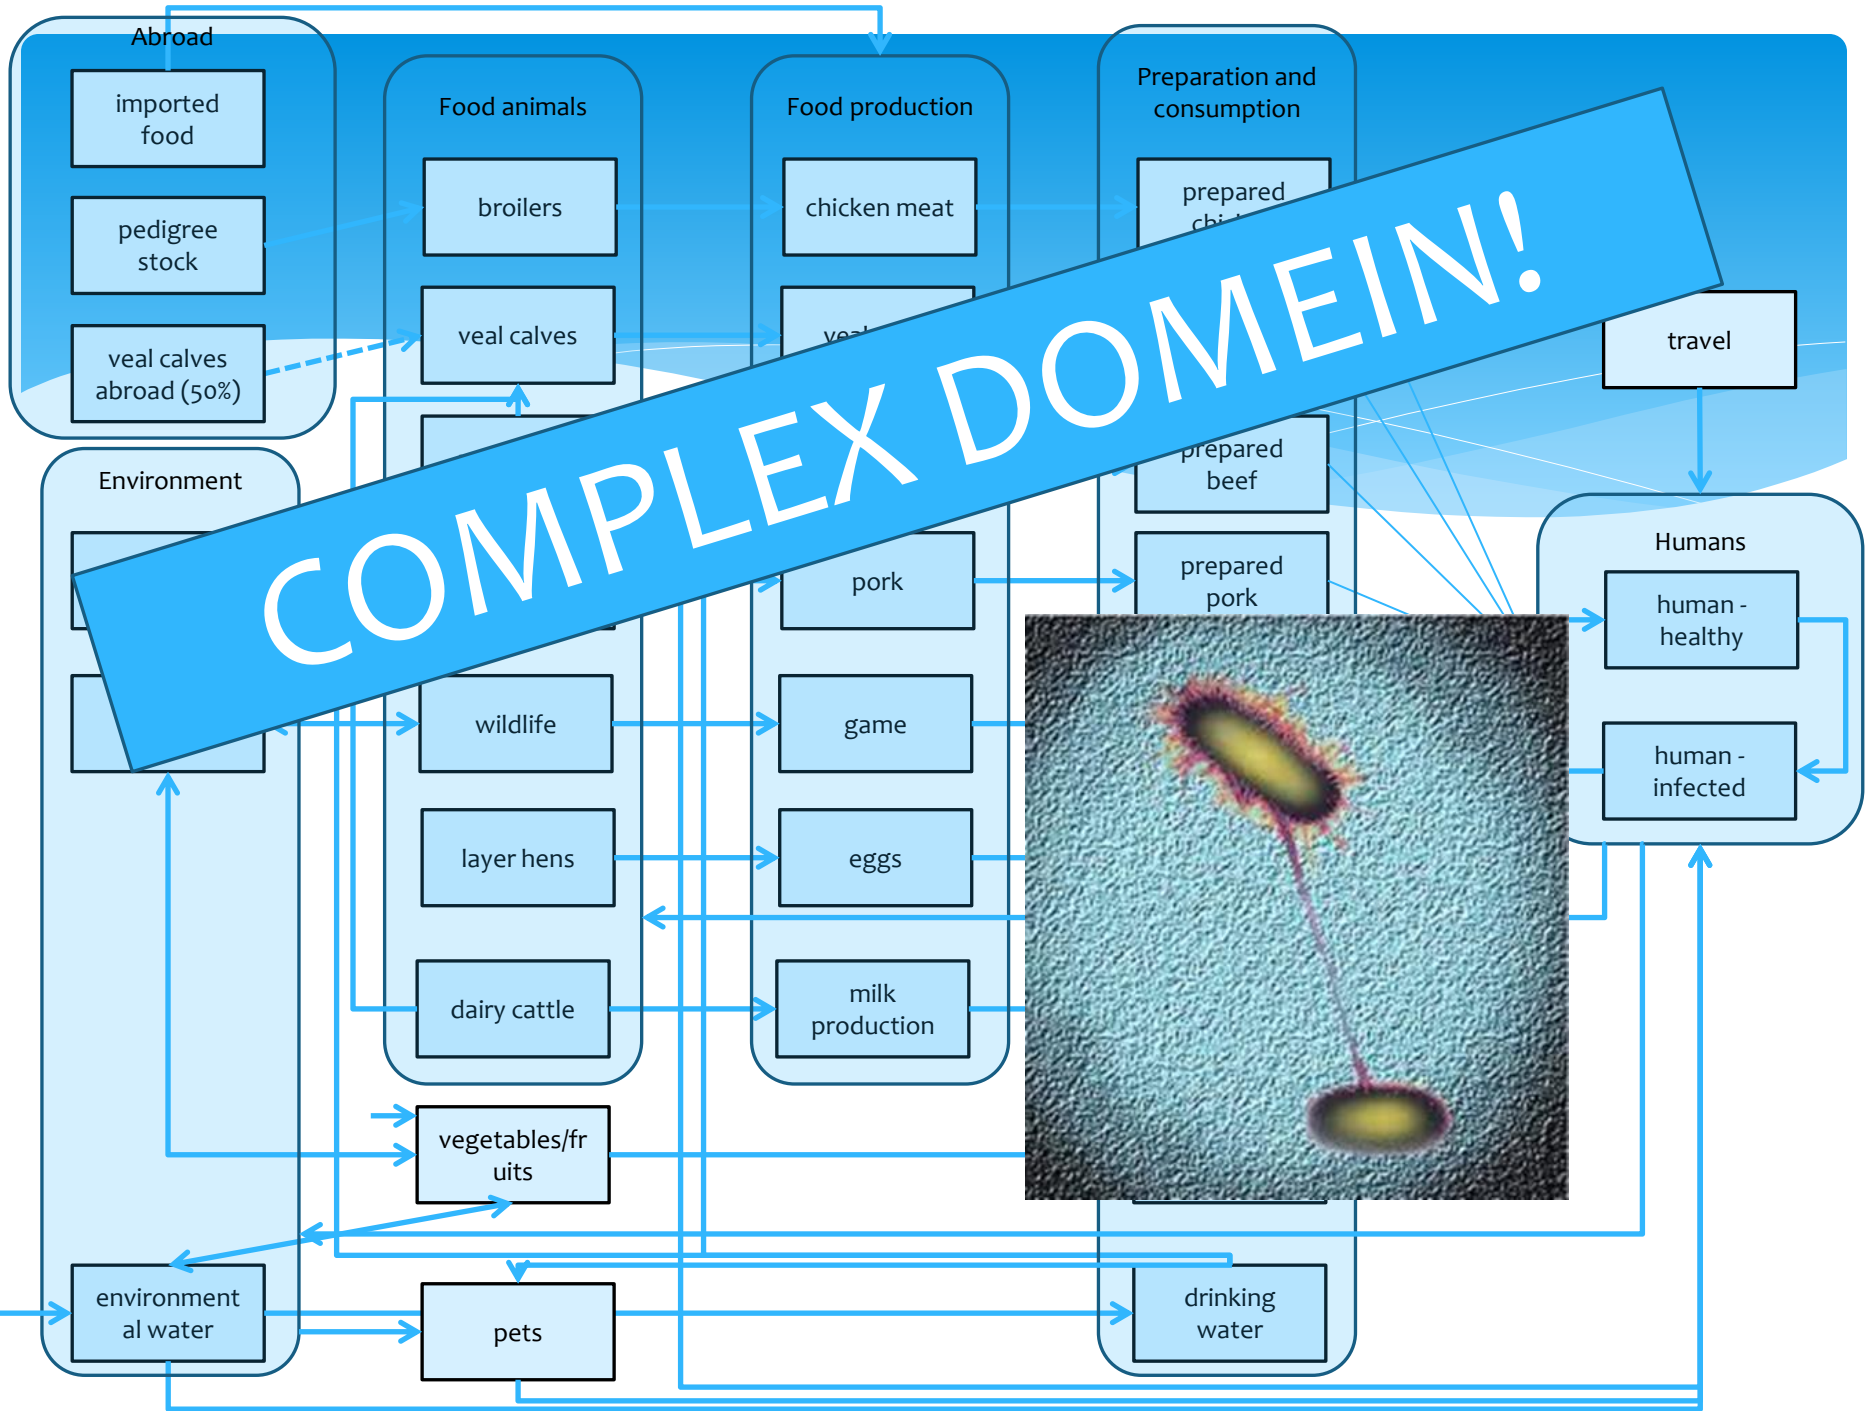 Abroad
imported
food
pedigree
stock
veal calves
abroad (50%)
Food animals
broilers
veal calves
wildlife
layer hens
dairy cattle
Food production
chicken meat
pork
game
eggs
milk
production
Preparation and
consumption
prepared
prepared
beef
prepared
pork
drinking
water
COMPLEX DOMEIN!
travel
Humans
human -
healthy
human -
infected
Environment
environment
al water
vegetables/fr
uits
pets